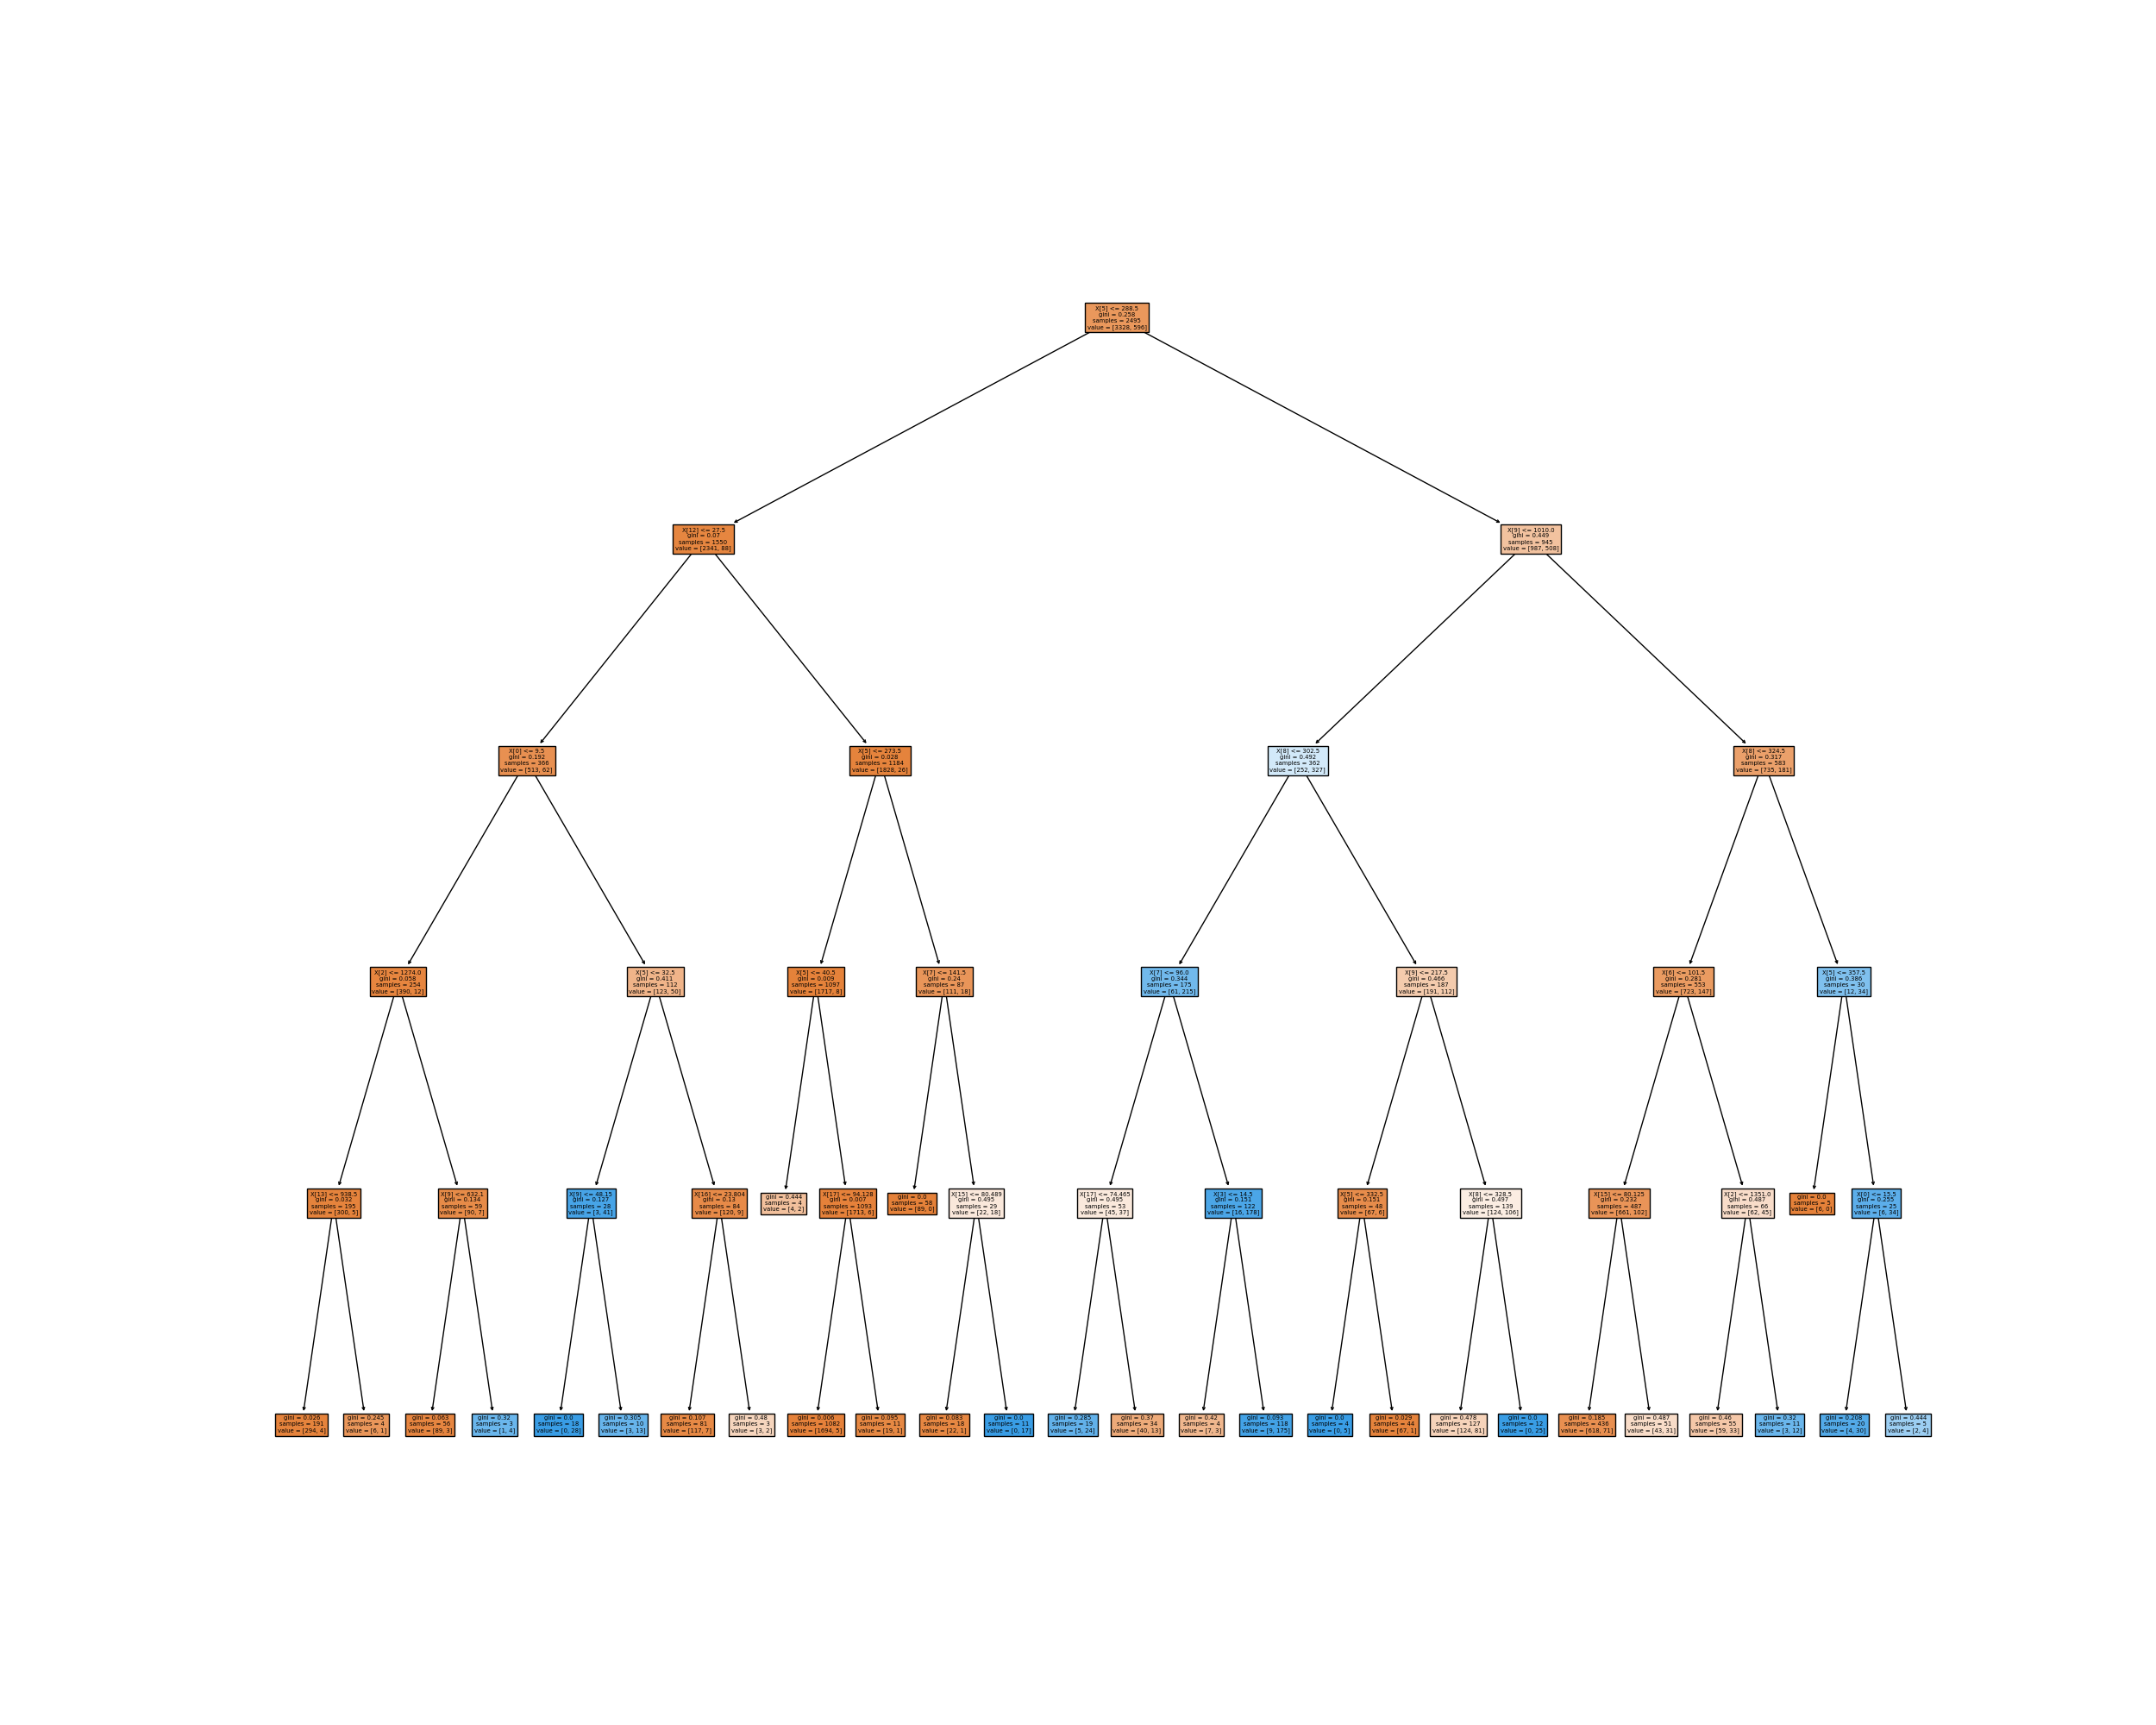 X[5] <= 288.5
gini = 0.258
samples = 2495
value = [3328, 596]
X[12] <= 27.5
gini = 0.07
samples = 1550
value = [2341, 88]
X[9] <= 1010.0
gini = 0.449
samples = 945
value = [987, 508]
X[0] <= 9.5
gini = 0.192
samples = 366
value = [513, 62]
X[5] <= 273.5
gini = 0.028
samples = 1184
value = [1828, 26]
X[8] <= 302.5
gini = 0.492
samples = 362
value = [252, 327]
X[8] <= 324.5
gini = 0.317
samples = 583
value = [735, 181]
X[2] <= 1274.0
gini = 0.058
samples = 254
value = [390, 12]
X[5] <= 32.5
gini = 0.411
samples = 112
value = [123, 50]
X[5] <= 40.5
gini = 0.009
samples = 1097
value = [1717, 8]
X[7] <= 141.5
gini = 0.24
samples = 87
value = [111, 18]
X[7] <= 96.0
gini = 0.344
samples = 175
value = [61, 215]
X[9] <= 217.5
gini = 0.466
samples = 187
value = [191, 112]
X[6] <= 101.5
gini = 0.281
samples = 553
value = [723, 147]
X[5] <= 357.5
gini = 0.386
samples = 30
value = [12, 34]
X[13] <= 938.5
gini = 0.032
samples = 195
value = [300, 5]
X[9] <= 632.1
gini = 0.134
samples = 59
value = [90, 7]
X[9] <= 48.15
gini = 0.127
samples = 28
value = [3, 41]
X[16] <= 23.804
gini = 0.13
samples = 84
value = [120, 9]
gini = 0.444
samples = 4
value = [4, 2]
X[17] <= 94.128
gini = 0.007
samples = 1093
value = [1713, 6]
gini = 0.0
samples = 58
value = [89, 0]
X[15] <= 80.489
gini = 0.495
samples = 29
value = [22, 18]
X[17] <= 74.465
gini = 0.495
samples = 53
value = [45, 37]
X[3] <= 14.5
gini = 0.151
samples = 122
value = [16, 178]
X[5] <= 332.5
gini = 0.151
samples = 48
value = [67, 6]
X[8] <= 328.5
gini = 0.497
samples = 139
value = [124, 106]
X[15] <= 80.125
gini = 0.232
samples = 487
value = [661, 102]
X[2] <= 1351.0
gini = 0.487
samples = 66
value = [62, 45]
gini = 0.0
samples = 5
value = [6, 0]
X[0] <= 15.5
gini = 0.255
samples = 25
value = [6, 34]
gini = 0.026
samples = 191
value = [294, 4]
gini = 0.245
samples = 4
value = [6, 1]
gini = 0.063
samples = 56
value = [89, 3]
gini = 0.32
samples = 3
value = [1, 4]
gini = 0.0
samples = 18
value = [0, 28]
gini = 0.305
samples = 10
value = [3, 13]
gini = 0.107
samples = 81
value = [117, 7]
gini = 0.48
samples = 3
value = [3, 2]
gini = 0.006
samples = 1082
value = [1694, 5]
gini = 0.095
samples = 11
value = [19, 1]
gini = 0.083
samples = 18
value = [22, 1]
gini = 0.0
samples = 11
value = [0, 17]
gini = 0.285
samples = 19
value = [5, 24]
gini = 0.37
samples = 34
value = [40, 13]
gini = 0.42
samples = 4
value = [7, 3]
gini = 0.093
samples = 118
value = [9, 175]
gini = 0.0
samples = 4
value = [0, 5]
gini = 0.029
samples = 44
value = [67, 1]
gini = 0.478
samples = 127
value = [124, 81]
gini = 0.0
samples = 12
value = [0, 25]
gini = 0.185
samples = 436
value = [618, 71]
gini = 0.487
samples = 51
value = [43, 31]
gini = 0.46
samples = 55
value = [59, 33]
gini = 0.32
samples = 11
value = [3, 12]
gini = 0.208
samples = 20
value = [4, 30]
gini = 0.444
samples = 5
value = [2, 4]